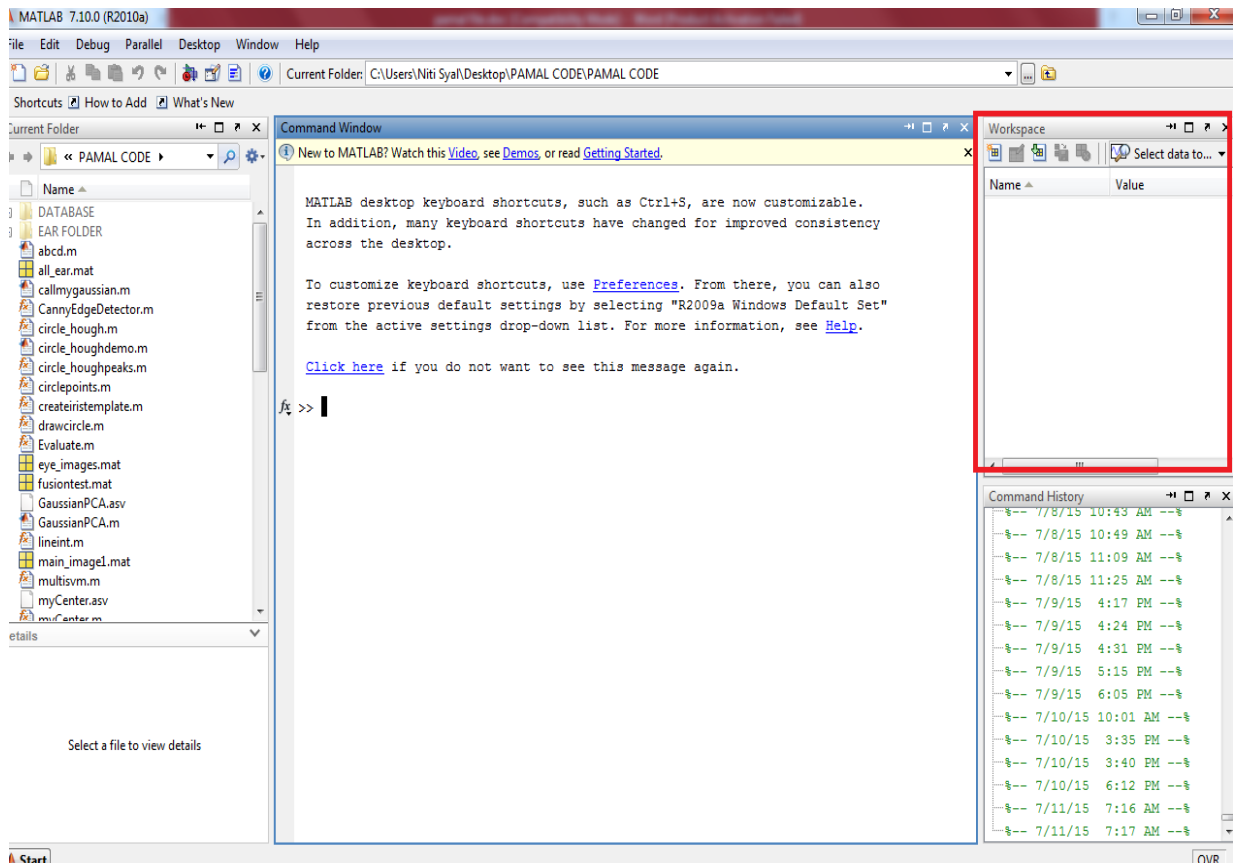 MATLAB 7.10.0 (R2010a)
File Edit Debug Parallel Desktop Window Help
Current Folder: C:\Users\Niti Syal\Desktop\PAMAL CODE\PAMAL CODE
Shortcuts How to Add What's New
Current Folder
« PAMAL CODE
Name
DATABASE
EAR FOLDER
abcd.m
all_ear.mat
callmygaussian.m
CannyEdgeDetector.m
circle_hough.m
circle_houghdemo.m
circle_houghpeaks.m
circlepoints.m
createiristemplate.m
drawcircle.m
Evaluate.m
eye_images.mat
fusiontest.mat
GaussianPCA.asv
GaussianPCA.m
lineint.m
main_image1.mat
multisvm.m
myCenter.asv
myCenter.m
etails
Select a file to view details
Command Window
New to MATLAB? Watch this Video, see Demos, or read Getting Started.
MATLAB desktop keyboard shortcuts, such as Ctrl+S, are now customizable.
In addition, many keyboard shortcuts have changed for improved consistency
across the desktop.
To customize keyboard shortcuts, use Preferences. From there, you can also
restore previous default settings by selecting "R2009a Windows Default Set"
from the active settings drop-down list. For more information, see Help.
Click here if you do not want to see this message again.
fx >>
Workspace
Select data to...
Name Value
Command History
%-- 7/8/15 10:43 AM --%
%-- 7/8/15 10:49 AM --%
%-- 7/8/15 11:09 AM --%
%-- 7/8/15 11:25 AM --%
%-- 7/9/15 4:17 PM --%
%-- 7/9/15 4:24 PM --%
%-- 7/9/15 4:31 PM --%
%-- 7/9/15 5:15 PM --%
%-- 7/9/15 6:05 PM --%
%-- 7/10/15 10:01 AM --%
%-- 7/10/15 3:35 PM --%
%-- 7/10/15 3:40 PM --%
%-- 7/10/15 6:12 PM --%
%-- 7/11/15 7:16 AM --%
%-- 7/11/15 7:17 AM --%
Start
OVR